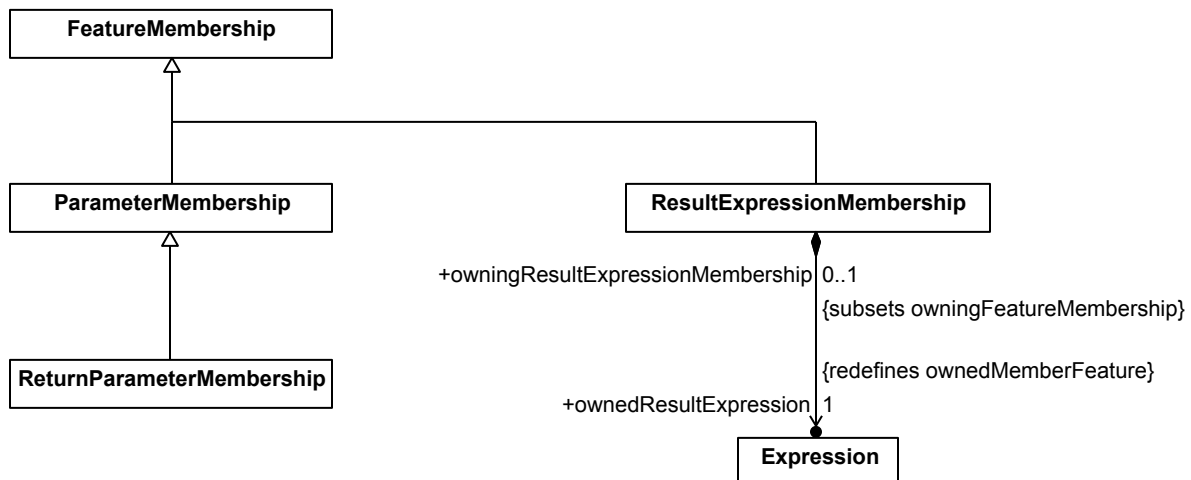 FeatureMembership
ParameterMembership
ResultExpressionMembership
+owningResultExpressionMembership 0..1
{subsets owningFeatureMembership}
ReturnParameterMembership
{redefines ownedMemberFeature}
+ownedResultExpression 1
Expression